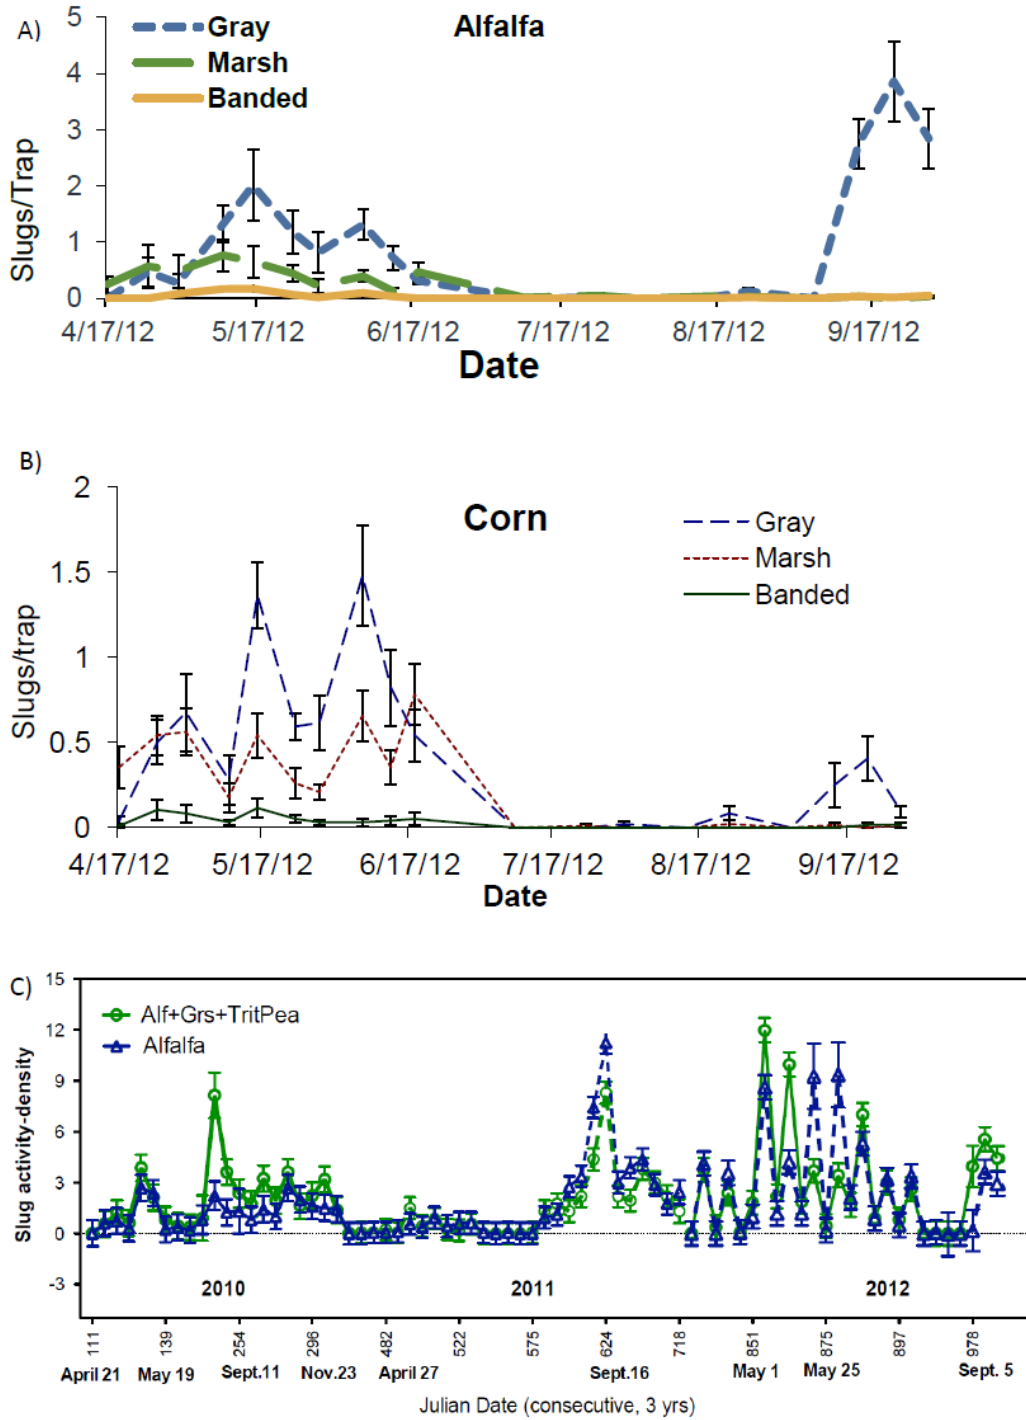 A)
Alfalfa
Gray
Marsh
Banded
Slugs/Trap
5
4
3
2
1
0
4/17/12 5/17/12 6/17/12 7/17/12 8/17/12 9/17/12
Date
B)
Corn
Gray
Marsh
Banded
Slugs/trap
2
1.5
1
0.5
0
4/17/12 5/17/12 6/17/12 7/17/12 8/17/12 9/17/12
Date
C)
Alf+Grs+TritPea
Alfalfa
Slug activity-density
15
12
9
6
3
0
-3
2010 2011 2012
111 139 254 296 482 522 575 624 718 851 875 897 978
April 21 May 19 Sept.11 Nov.23 April 27 Sept.16 May 1 May 25 Sept. 5
Julian Date (consecutive, 3 yrs)